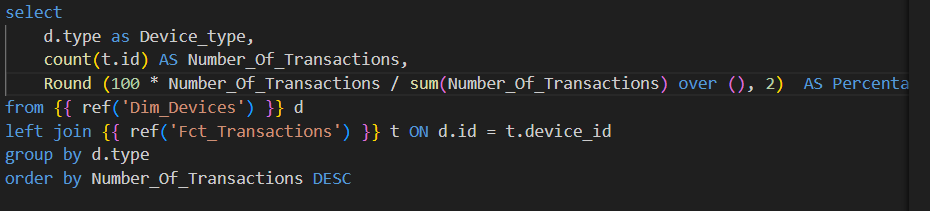 select
    d.type as Device_type,
    count(t.id) AS Number_Of_Transactions,
    Round (100 * Number_Of_Transactions / sum(Number_Of_Transactions) over (), 2)  AS Percenta
from {{ ref('Dim_Devices') }} d
left join {{ ref('Fct_Transactions') }} t ON d.id = t.device_id
group by d.type
order by Number_Of_Transactions DESC